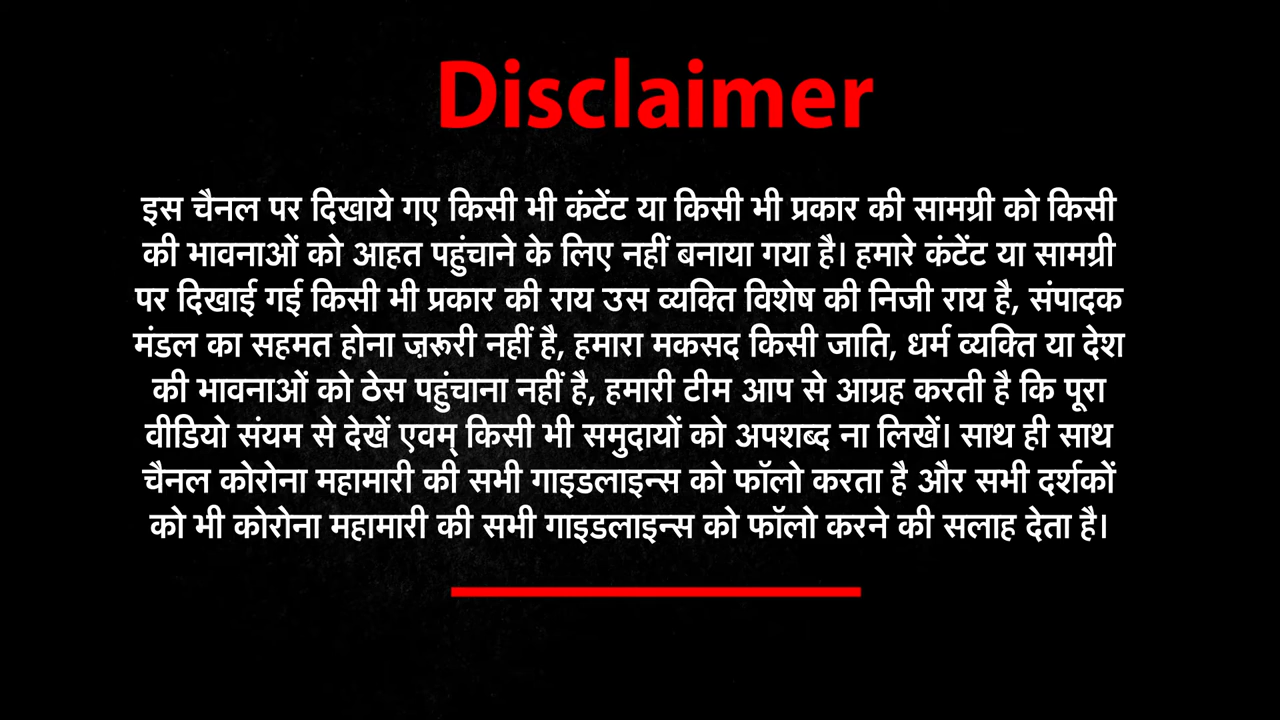 Disclaimer
इस चैनल पर दिखाये गए किसी भी कंटेंट या किसी भी प्रकार की सामग्री को किसी
की भावनाओं को आहत पहुंचाने के लिए नहीं बनाया गया है। हमारे कंटेंट या सामग्री
पर दिखाई गई किसी भी प्रकार की राय उस व्यक्ति विशेष की निजी राय है, संपादक
मंडल का सहमत होना ज़रूरी नहीं है, हमारा मकसद किसी जाति, धर्म व्यक्ति या देश
की भावनाओं को ठेस पहुंचाना नहीं है, हमारी टीम आप से आग्रह करती है कि पूरा
वीडियो संयम से देखें एवम् किसी भी समुदायों को अपशब्द ना लिखें। साथ ही साथ
चैनल कोरोना महामारी की सभी गाइडलाइन्स को फॉलो करता है और सभी दर्शकों
को भी कोरोना महामारी की सभी गाइडलाइन्स को फॉलो करने की सलाह देता है।